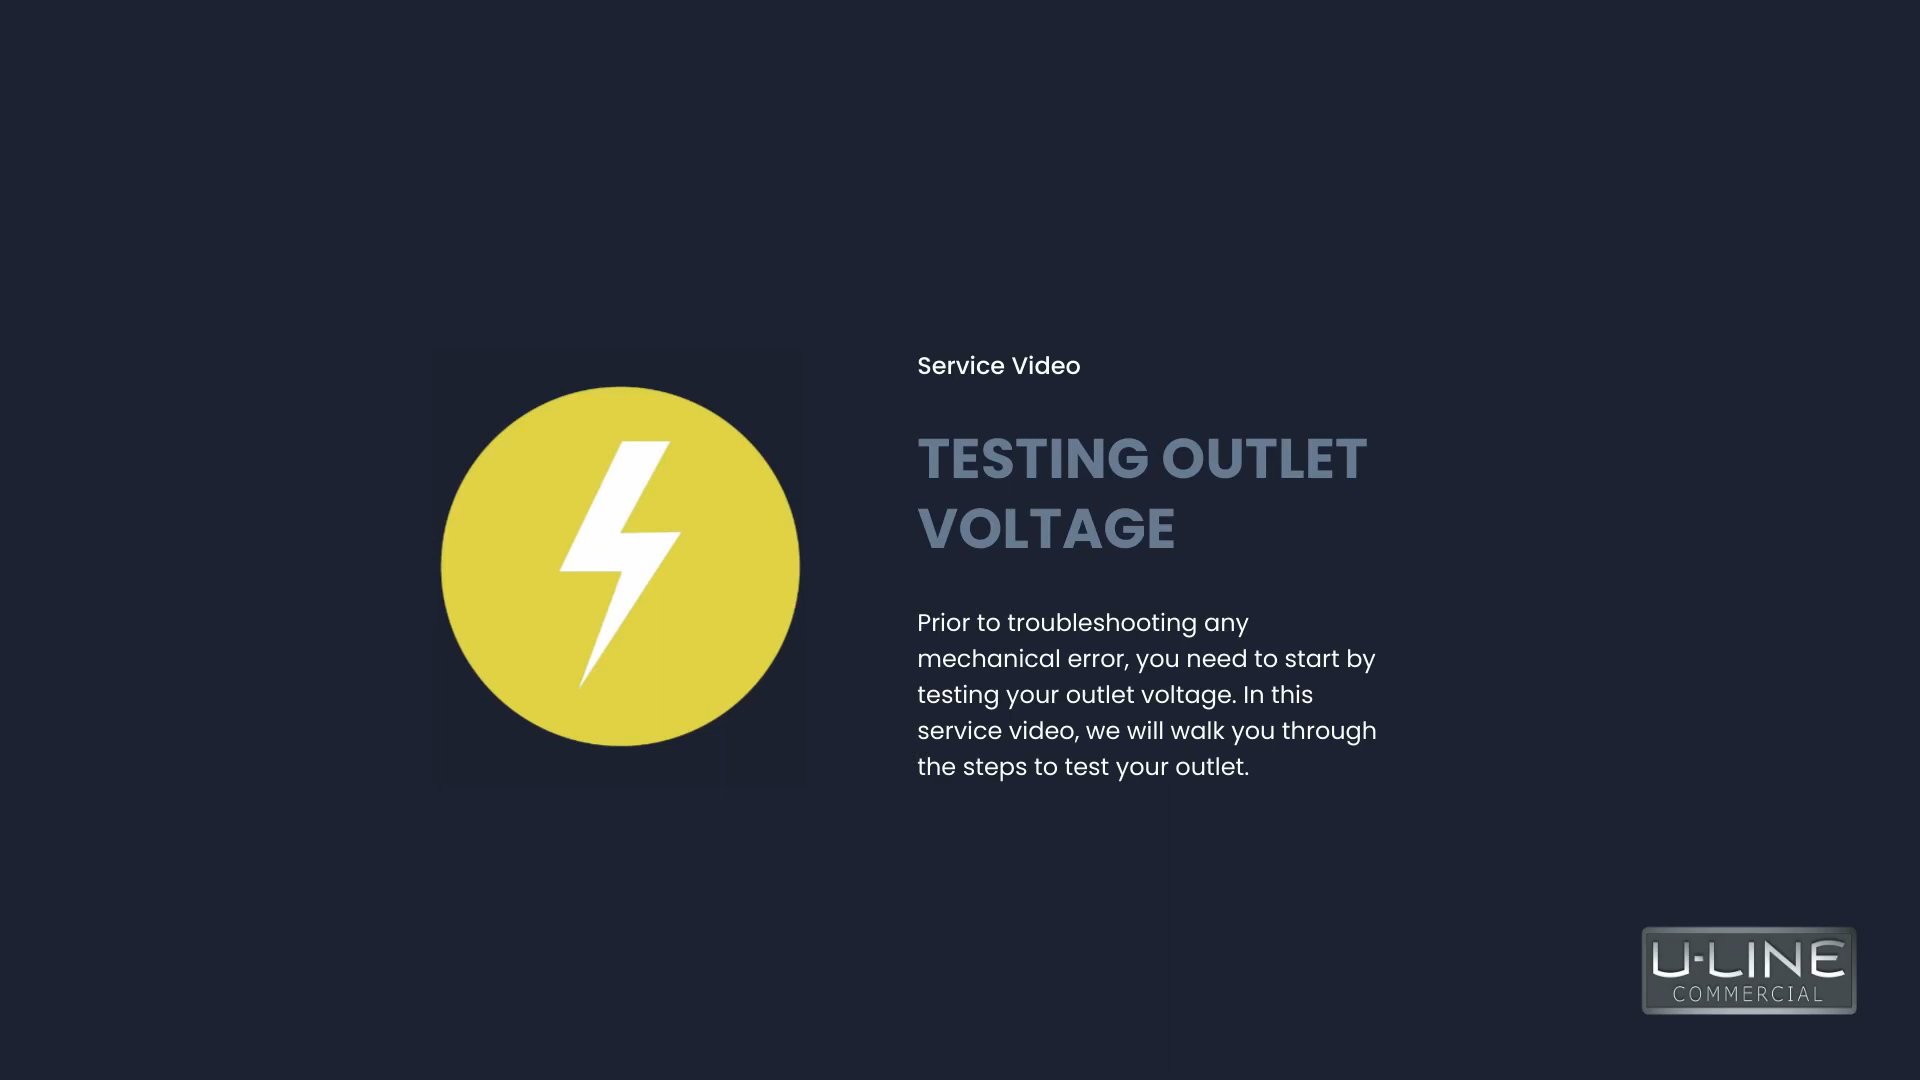 Service Video
TESTING OUTLET
VOLTAGE
Prior to troubleshooting any
mechanical error, you need to start by
testing your outlet voltage. In this
service video, we will walk you through
the steps to test your outlet.
U-LINE
COMMERCIAL